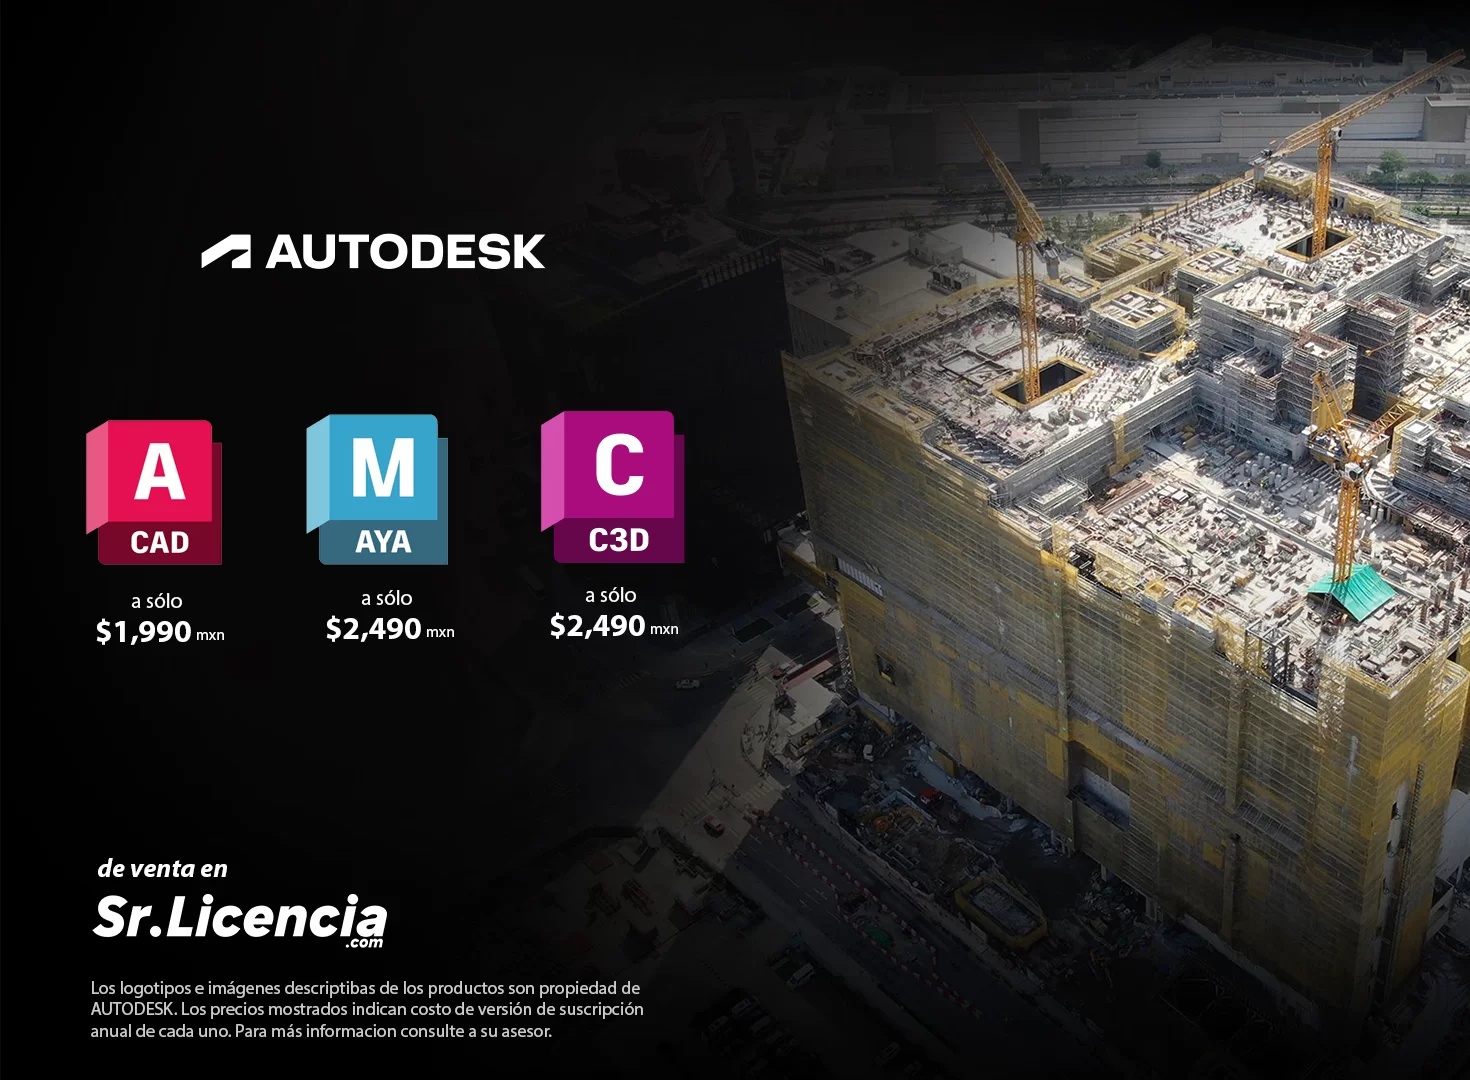 AUTODESK
A
CAD
a sólo
$1,990 mxn
M
AYA
a sólo
$2,490 mxn
C
C3D
a sólo
$2,490 mxn
de venta en
Sr.Licencia
.com
Los logotipos e imágenes descriptibas de los productos son propiedad de
AUTODESK. Los precios mostrados indican costo de versión de suscripción
anual de cada uno. Para más informacion consulte a su asesor.